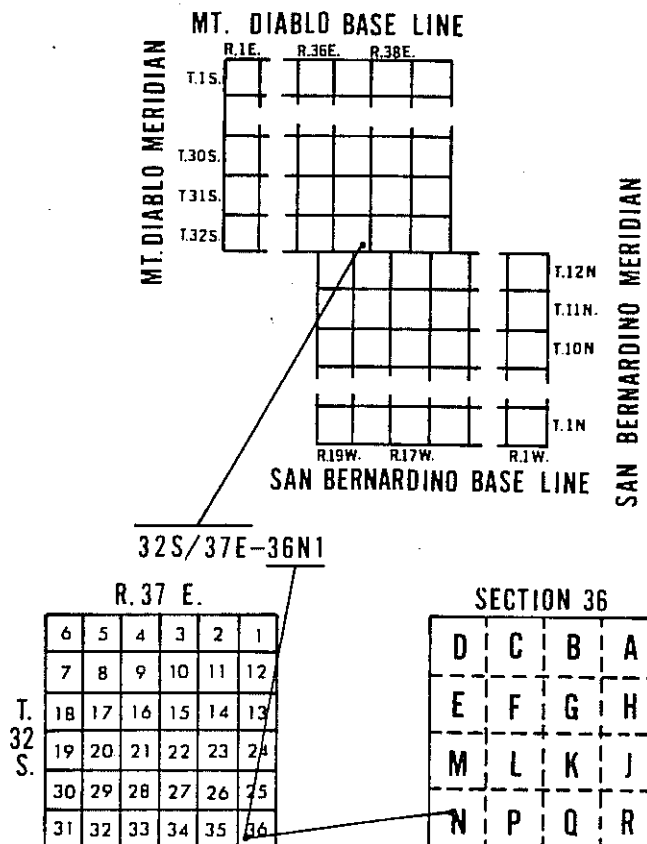 MT. DIABLO BASE LINE
R.1E. R.36E. R.38E.
MT. DIABLO MERIDIAN
T.1S.
T.30S.
T.31S.
T.32S.
SAN BERNARDINO MERIDIAN
T.12N
T.11N.
T.10N
T.1N
R.19W. R.17W. R.1W.
SAN BERNARDINO BASE LINE
32S/37E-36N1
R. 37 E.
T. 32 S.
6 5 4 3 2 1
7 8 9 10 11 12
18 17 16 15 14 13
19 20 21 22 23 24
30 29 28 27 26 25
31 32 33 34 35 36
SECTION 36
D C B A
E F G H
M L K J
N P Q R